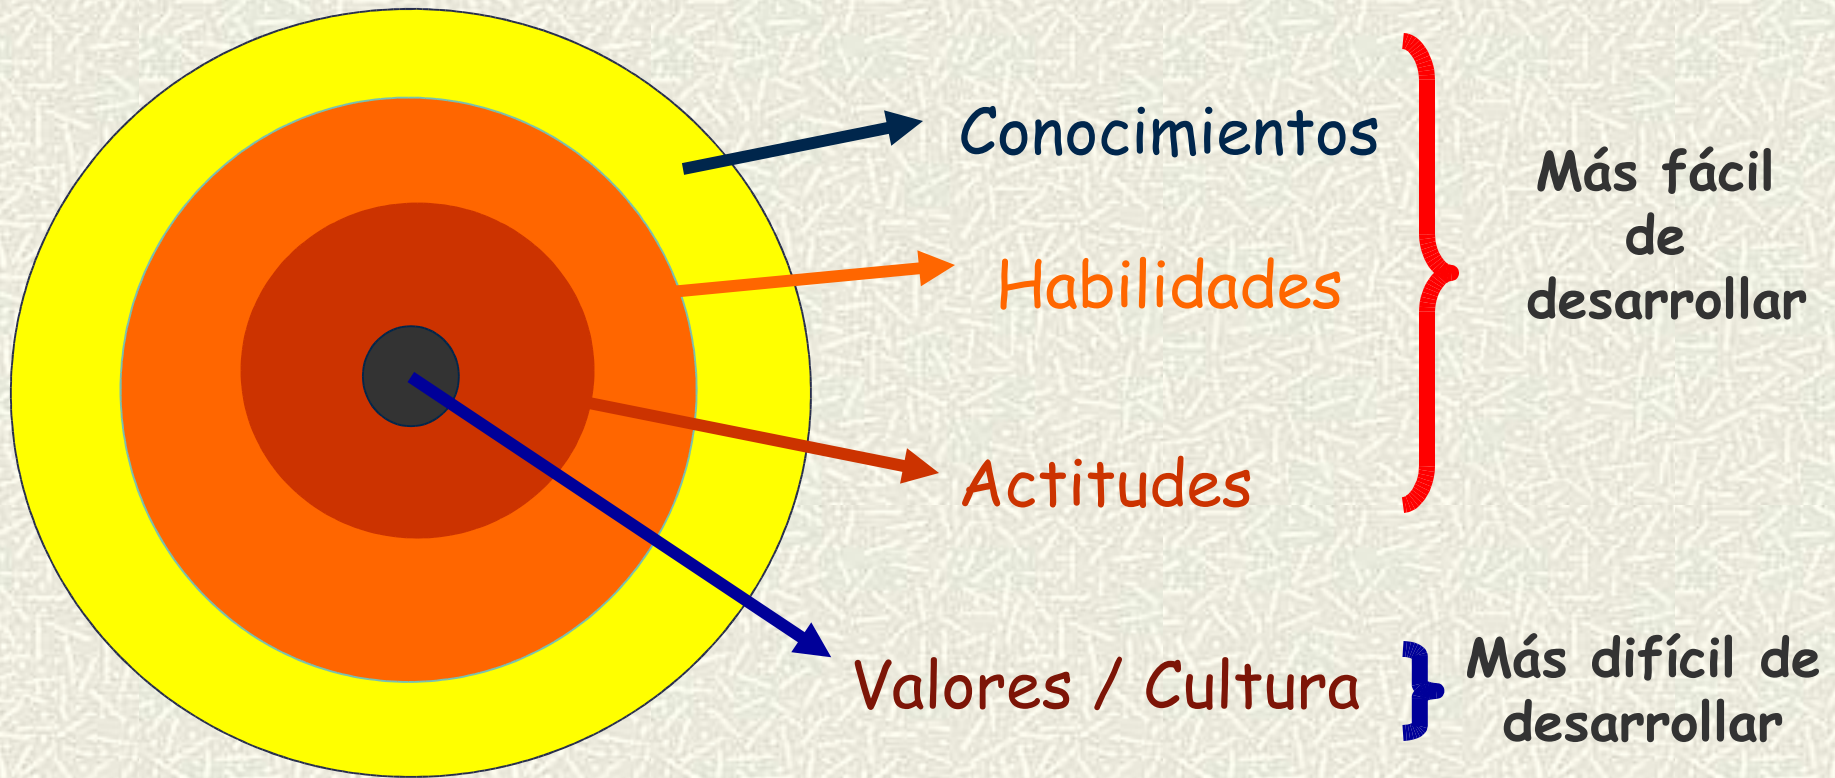 Conocimientos
Habilidades
Actitudes
Valores / Cultura
Más fácil
de
desarrollar
Más difícil de
desarrollar